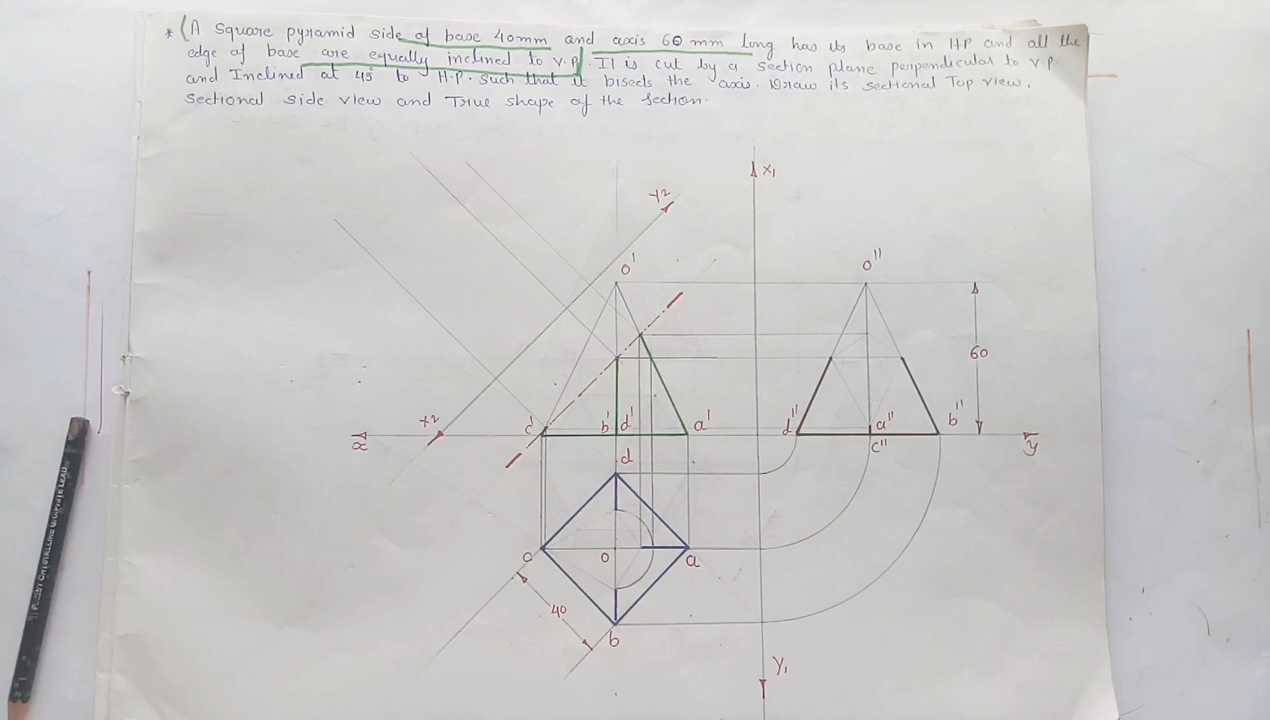 * (A Square pyramid side of base 40mm and axis 60 mm long has its base in HP and all the
edge of base are equally inclined to V.P). It is cut by a section plane perpendicular to V.P.
and Inclined at 45° to H.P. such that it bisects the axis. Draw its sectional Top view,
Sectional side view and True shape of the section.
X1
Y2
o'
o"
60
X2
c'
b'
d'
a'
d"
a"
b"
x
c"
y
d
c
o
a
40
b
Y1